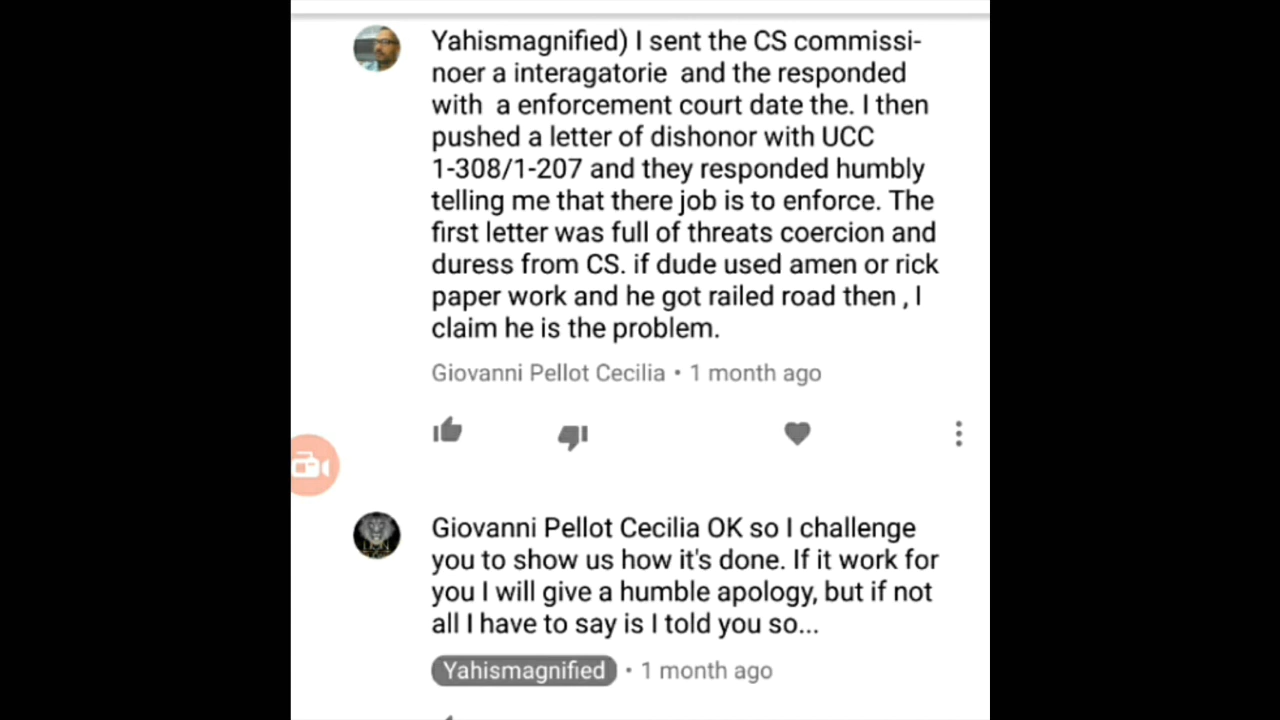 Yahismagnified) I sent the CS commissi-
noer a interagatorie and the responded
with a enforcement court date the. I then
pushed a letter of dishonor with UCC
1-308/1-207 and they responded humbly
telling me that there job is to enforce. The
first letter was full of threats coercion and
duress from CS. if dude used amen or rick
paper work and he got railed road then , I
claim he is the problem.
Giovanni Pellot Cecilia • 1 month ago
Giovanni Pellot Cecilia OK so I challenge
you to show us how it's done. If it work for
you I will give a humble apology, but if not
all I have to say is I told you so...
Yahismagnified • 1 month ago